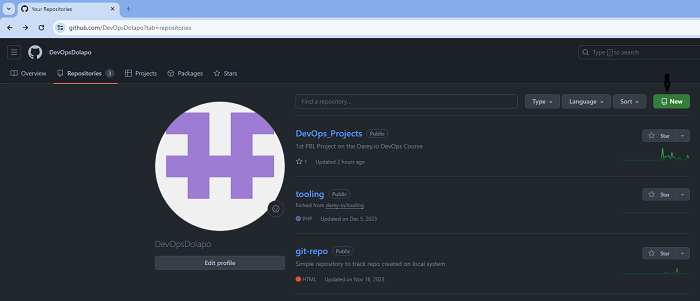 Your Repositories
github.com/DevOpsDolapo?tab=repositories
DevOpsDolapo
Type / to search
Overview Repositories 3 Projects Packages Stars
Find a repository... Type Language Sort New
DevOps_Projects Public Star
1st PBL Project on the Darey.io DevOps Course
1 Updated 2 hours ago
tooling Public Star
Forked from darey-io/tooling
PHP Updated on Dec 5, 2023
git-repo Public Star
Simple repository to track repo created on local system
HTML Updated on Nov 16, 2023
DevOpsDolapo
Edit profile